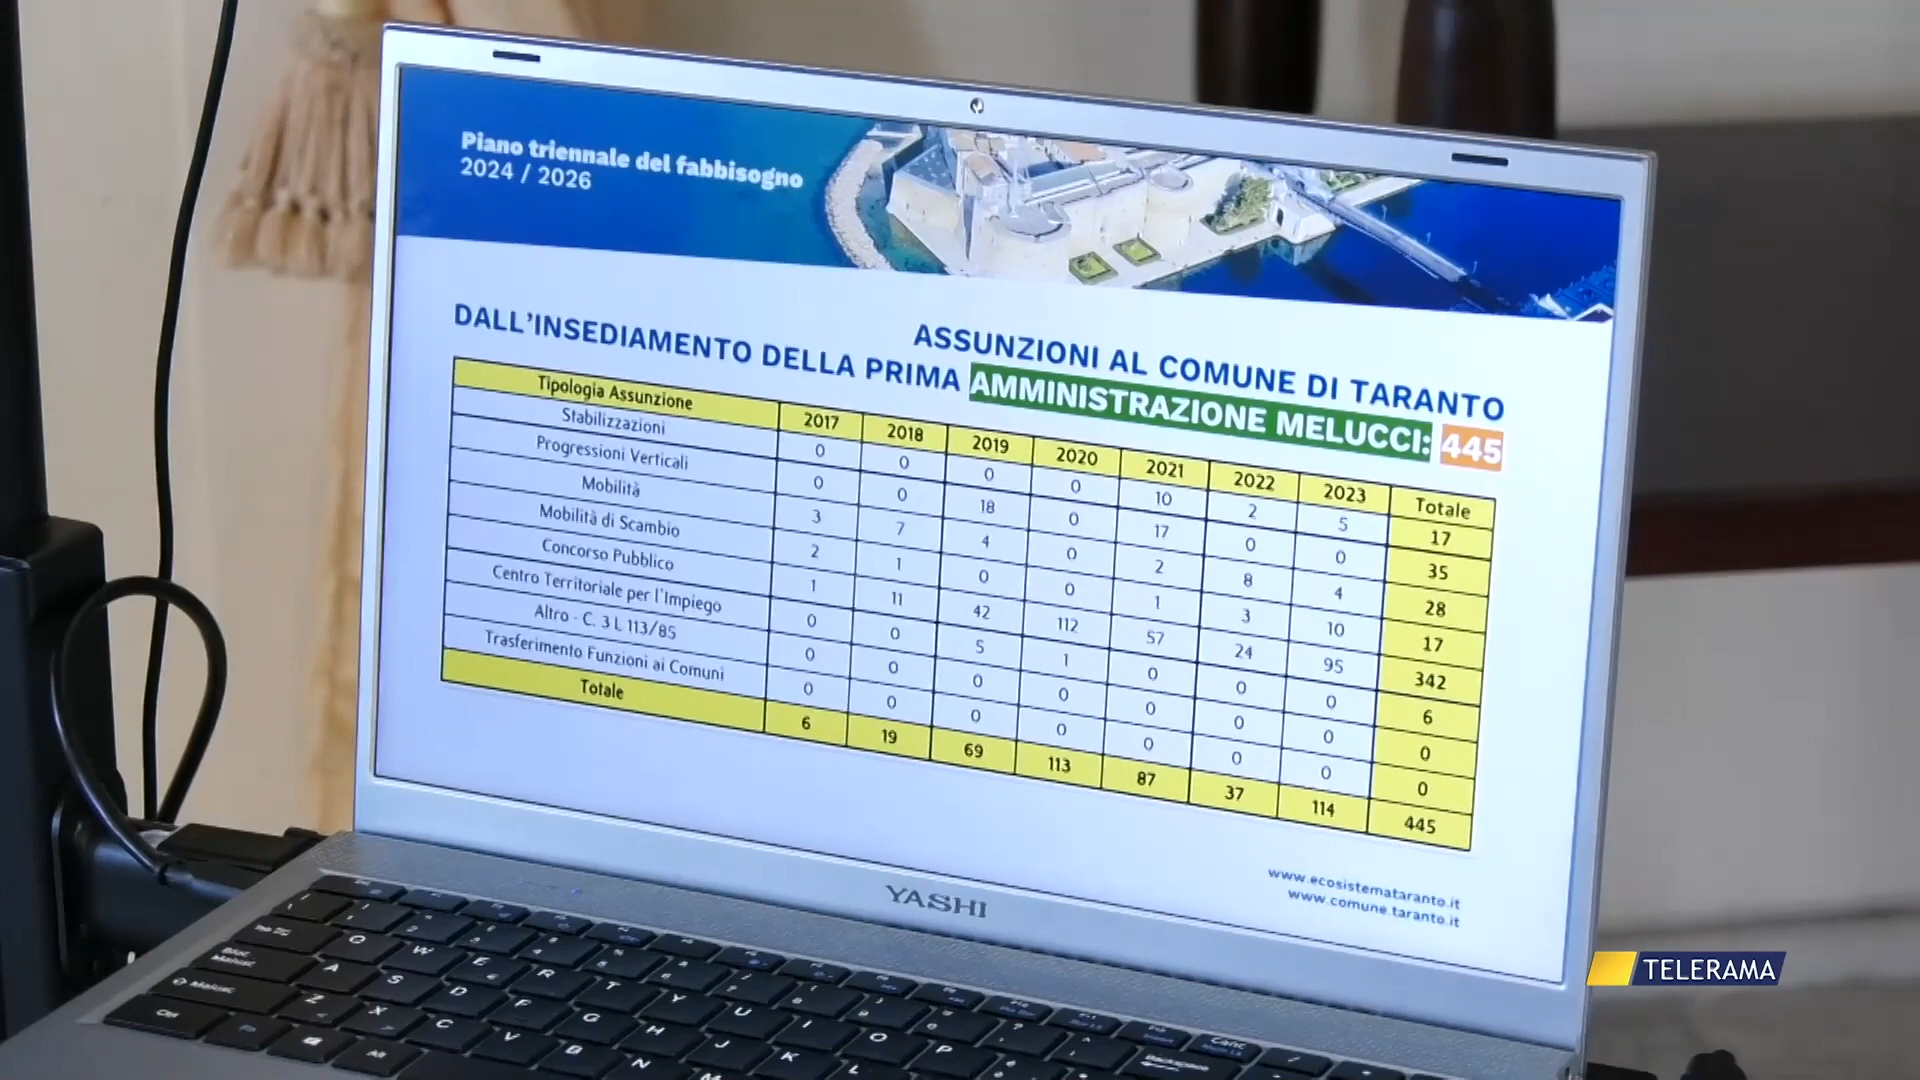 Piano triennale del fabbisogno
2024 / 2026
ASSUNZIONI AL COMUNE DI TARANTO
DALL'INSEDIAMENTO DELLA PRIMA AMMINISTRAZIONE MELUCCI: 445
Tipologia Assunzione 2017 2018 2019 2020 2021 2022 2023 Totale
Stabilizzazioni 0 0 0 0 10 2 5 17
Progressioni Verticali 0 0 18 0 17 0 0 35
Mobilità 3 7 4 0 2 8 4 28
Mobilità di Scambio 2 1 0 0 1 3 10 17
Concorso Pubblico 1 11 42 112 57 24 95 342
Centro Territoriale per l'Impiego 0 0 5 1 0 0 0 6
Altro - C. 3 L 113/85 0 0 0 0 0 0 0 0
Trasferimento Funzioni ai Comuni 0 0 0 0 0 0 0 0
Totale 6 19 69 113 87 37 114 445
www.ecosistemataranto.it
www.comune.taranto.it
YASHI
TELERAMA
Q W E R T Y U I O P
A S D F G H J K L
Z X C V B N M